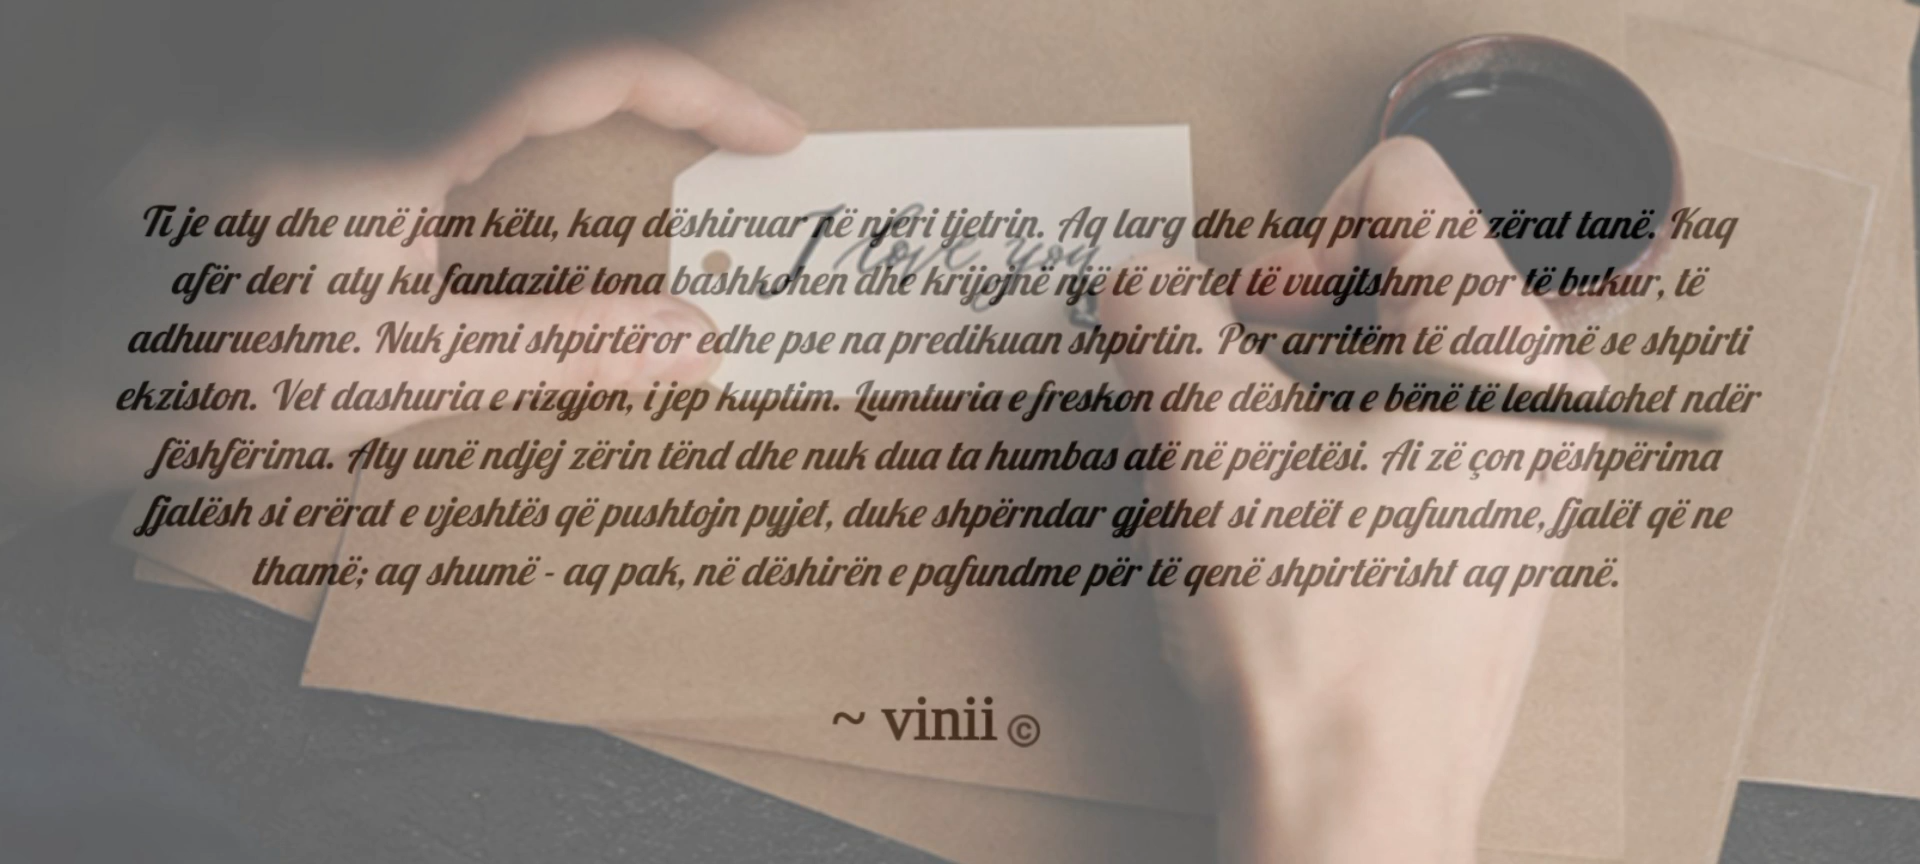 Ti je aty dhe unë jam këtu, kaq dëshiruar në njeri tjetrin. Aq larg dhe kaq pranë në zërat tanë. Kaq
afër deri aty ku fantazitë tona bashkohen dhe krijojnë një të vërtet të vuajtshme por të bukur, të
adhurueshme. Nuk jemi shpirtëror edhe pse na predikuan shpirtin. Por arritëm të dallojmë se shpirti
ekziston. Vet dashuria e rizgjon, i jep kuptim. Lumturia e freskon dhe dëshira e bënë të ledhatohet ndër
fëshfërima. Aty unë ndjej zërin tënd dhe nuk dua ta humbas atë në përjetësi. Ai zë çon pëshpërima
fjalësh si erërat e vjeshtës që pushtojn pyjet, duke shpërndar gjethet si netët e pafundme, fjalët që ne
thamë; aq shumë - aq pak, në dëshirën e pafundme për të qenë shpirtërisht aq pranë.
I love you
~ vinii ©